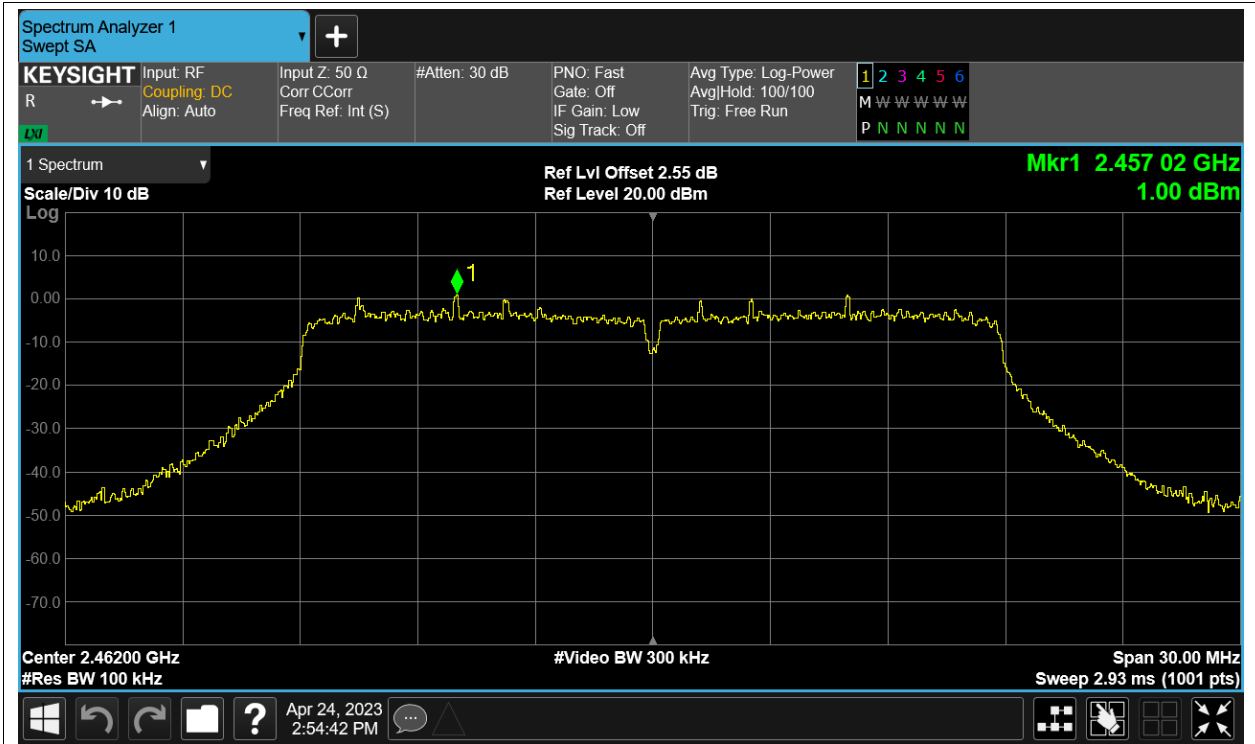 Spectrum Analyzer 1
Swept SA
KEYSIGHT
R
LXI
Input: RF
Coupling: DC
Align: Auto
Input Z: 50 Ω
Corr CCorr
Freq Ref: Int (S)
#Atten: 30 dB
PNO: Fast
Gate: Off
IF Gain: Low
Sig Track: Off
Avg Type: Log-Power
Avg|Hold: 100/100
Trig: Free Run
1 2 3 4 5 6
M W W W W W
P N N N N N
1 Spectrum
Scale/Div 10 dB
Log
Ref Lvl Offset 2.55 dB
Ref Level 20.00 dBm
Mkr1 2.457 02 GHz
1.00 dBm
10.0
0.00
-10.0
-20.0
-30.0
-40.0
-50.0
-60.0
-70.0
1
Center 2.46200 GHz
#Res BW 100 kHz
#Video BW 300 kHz
Span 30.00 MHz
Sweep 2.93 ms (1001 pts)
?
Apr 24, 2023
2:54:42 PM